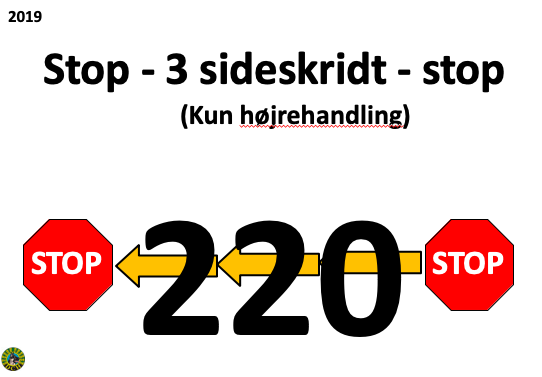 2019
Stop - 3 sideskridt - stop
(Kun højrehandling)
STOP 220 STOP